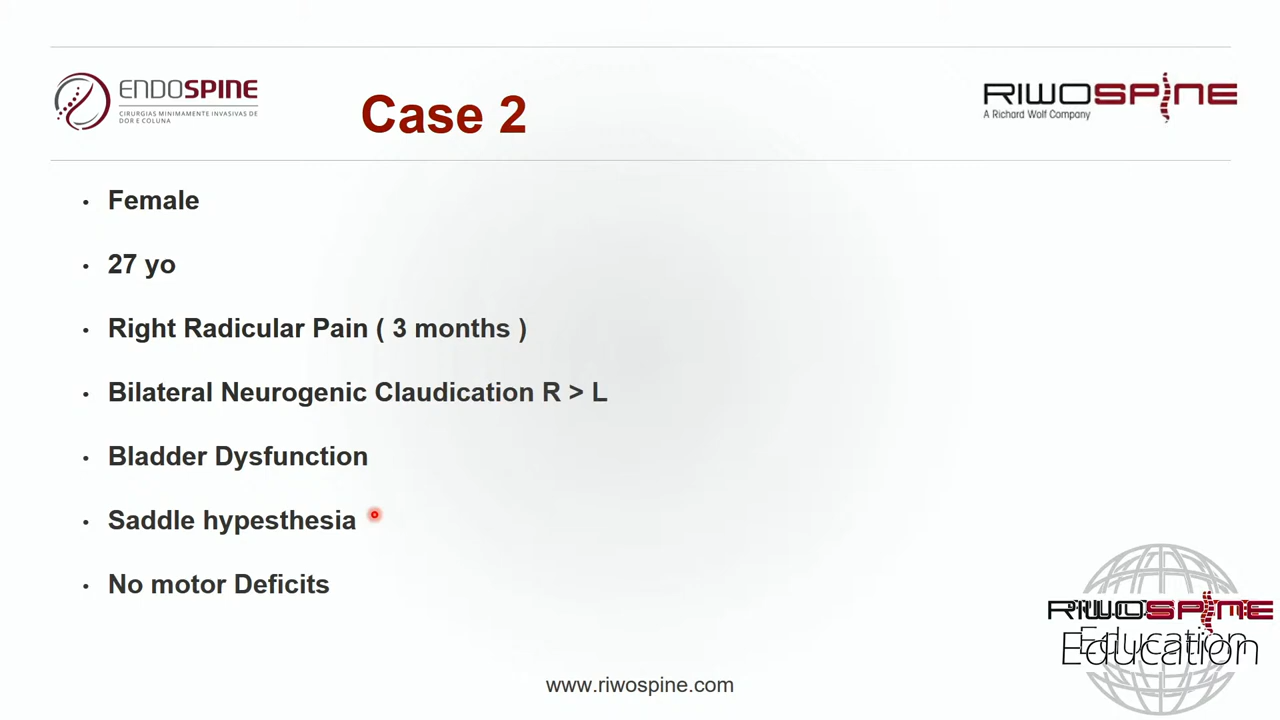 ENDOSPINE
CIRURGIAS MINIMAMENTE INVASIVAS DE
DOR E COLUNA
Case 2
RIWOSPINE
A Richard Wolf Company
• Female
• 27 yo
• Right Radicular Pain ( 3 months )
• Bilateral Neurogenic Claudication R > L
• Bladder Dysfunction
• Saddle hypesthesia
• No motor Deficits
RIWOSPINE
Education
www.riwospine.com